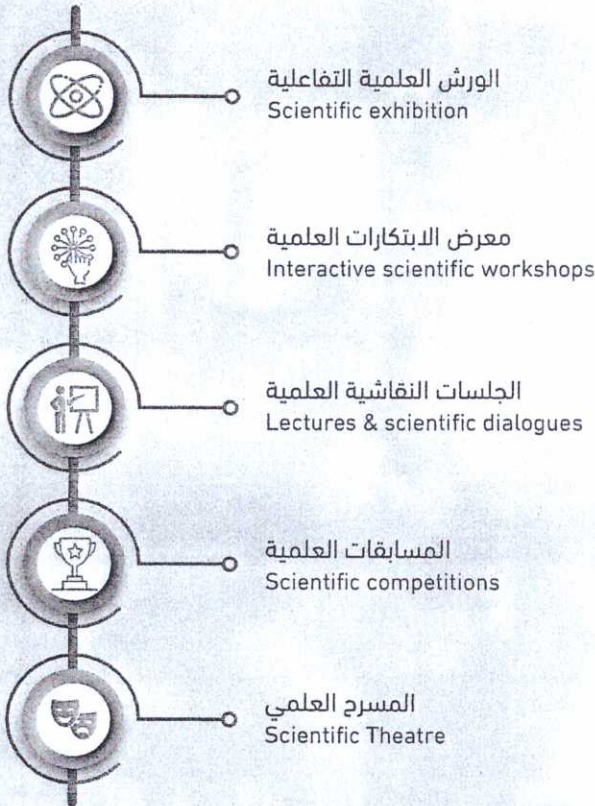 الورش العلمية التفاعلية
Scientific exhibition
معرض الابتكارات العلمية
Interactive scientific workshops
الجلسات النقاشية العلمية
Lectures & scientific dialogues
المسابقات العلمية
Scientific competitions
المسرح العلمي
Scientific Theatre